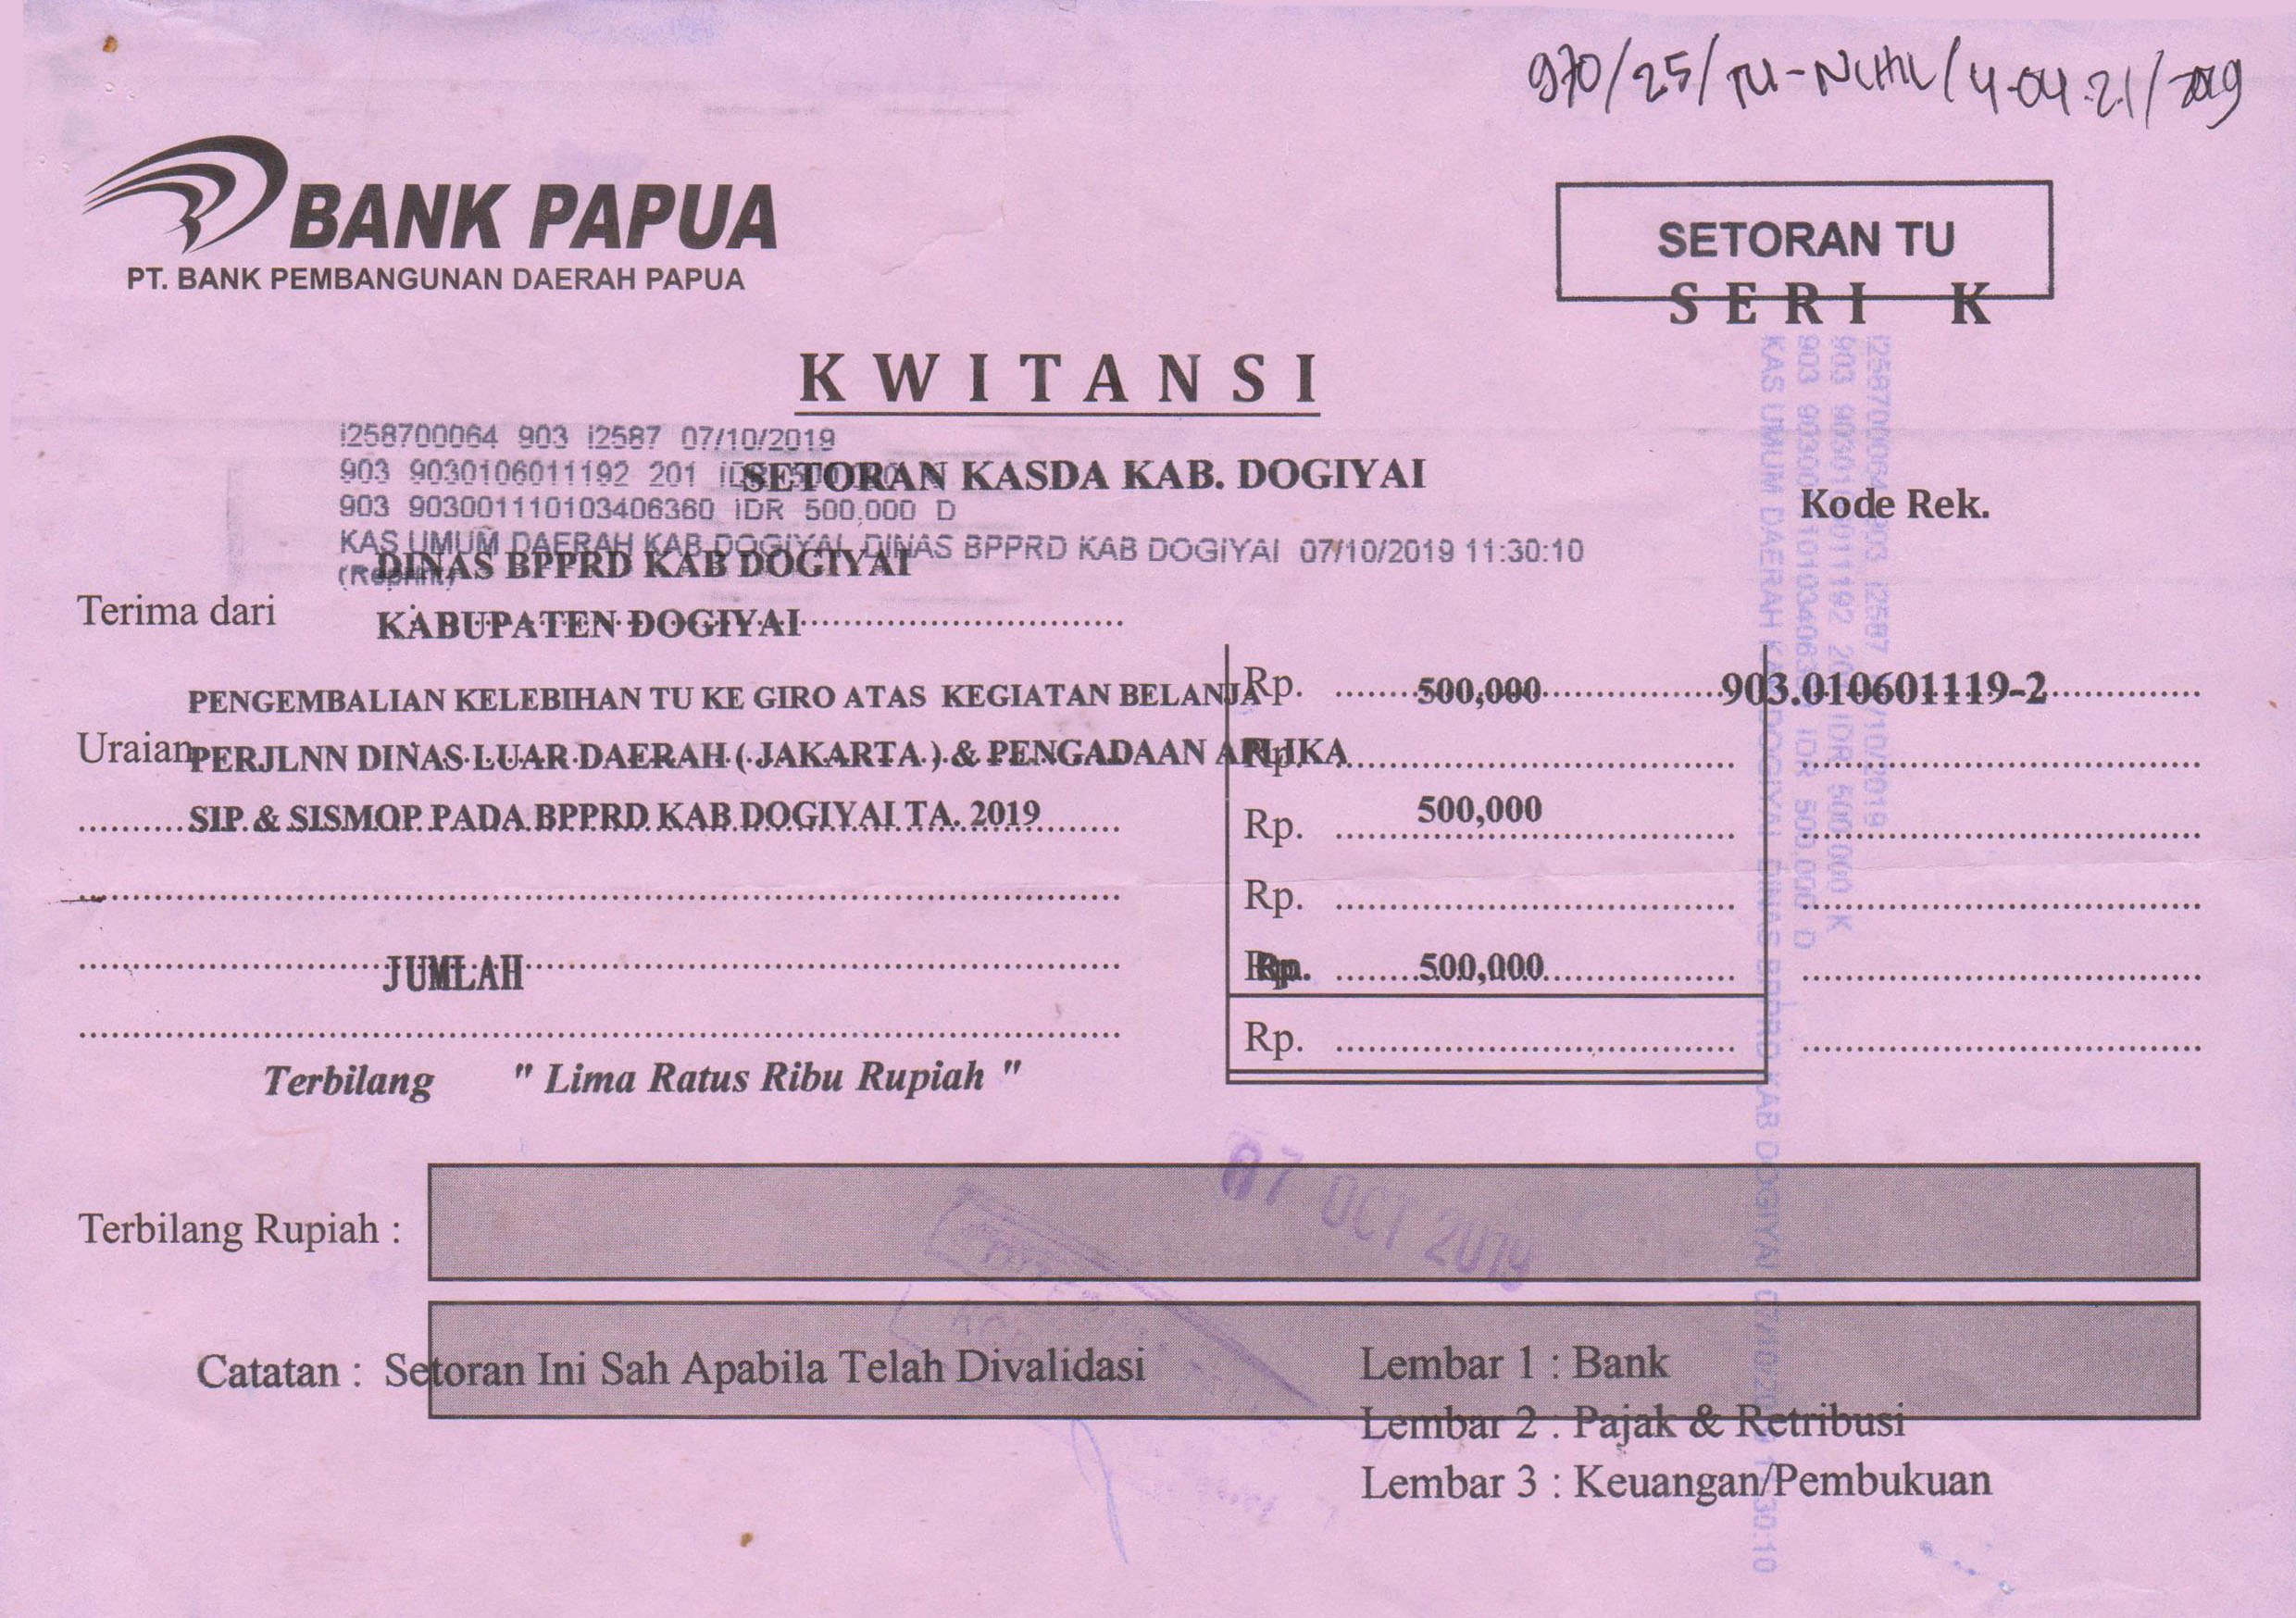 970/25/TU-NIHIL/4.04.21/2019
BANK PAPUA
PT. BANK PEMBANGUNAN DAERAH PAPUA
SETORAN TU
SERI K
KWITANSI
i258700064 903 i2587 07/10/2019
903 9030106011192 201 IDR
SETORAN KASDA KAB. DOGIYAI
903 903001110103406360 IDR 500.000 D
Kode Rek.
KAS UMUM DAERAH KAB DOGIYAI DINAS BPPRD KAB DOGIYAI 07/10/2019 11:30:10
(Reprint)
DINAS BPPRD KAB DOGIYAI
Terima dari KABUPATEN DOGIYAI
PENGEMBALIAN KELEBIHAN TU KE GIRO ATAS KEGIATAN BELANJA Rp. 500,000 903.010601119-2
Uraian PERJLNN DINAS LUAR DAERAH ( JAKARTA ) & PENGADAAN APLIKA Rp.
SIP & SISMOP PADA BPPRD KAB DOGIYAI TA. 2019 Rp. 500,000
Rp.
JUMLAH Rp. 500,000
Rp.
Terbilang " Lima Ratus Ribu Rupiah "
Terbilang Rupiah :
07 OCT 2019
Catatan : Setoran Ini Sah Apabila Telah Divalidasi
Lembar 1 : Bank
Lembar 2 : Pajak & Retribusi
Lembar 3 : Keuangan/Pembukuan
i258700064 903 i2587 07/10/2019
903 9030106011192 201 IDR 500.000 K
903 903001110103406360 IDR 500.000 D
KAS UMUM DAERAH KAB DOGIYAI DINAS BPPRD KAB DOGIYAI 07/10/2019 11:30:10